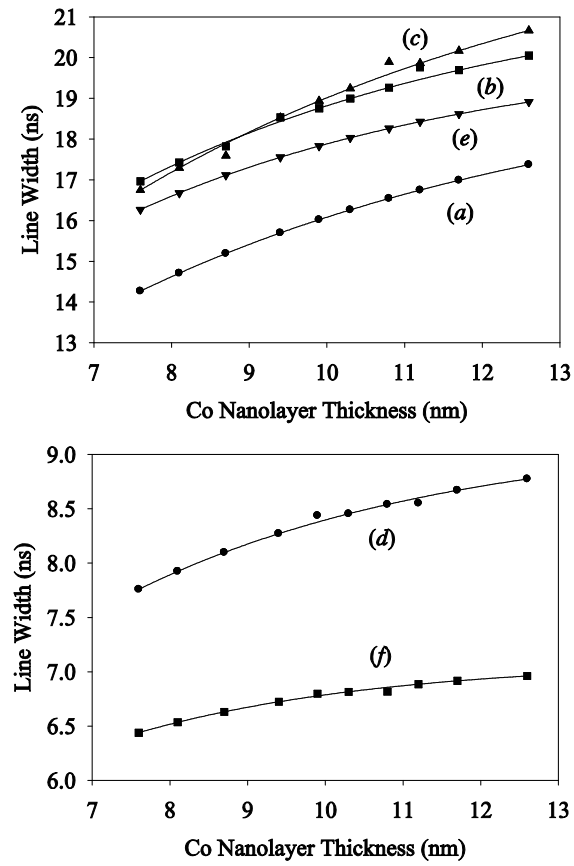 21
20
19
18
17
16
15
14
13
Line Width (ns)
(c)
(b)
(e)
(a)
7 8 9 10 11 12 13
Co Nanolayer Thickness (nm)
9.0
8.5
8.0
7.5
7.0
6.5
6.0
Line Width (ns)
(d)
(f)
7 8 9 10 11 12 13
Co Nanolayer Thickness (nm)